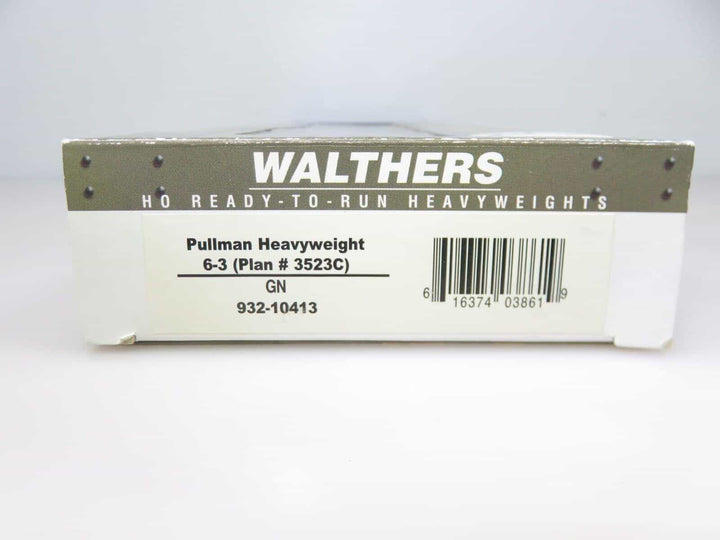 WALTHERS
HO READY-TO-RUN HEAVYWEIGHTS
Pullman Heavyweight
6-3 (Plan # 3523C)
GN
932-10413
6 16374 03861 9